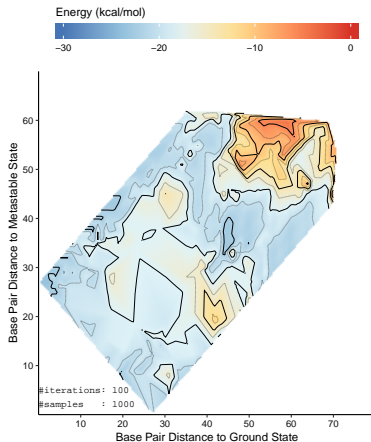 Energy (kcal/mol)
−30 −20 −10 0
Base Pair Distance to Metastable State
60
50
40
30
20
10
#iterations: 100
#samples : 1000
10 20 30 40 50 60 70
Base Pair Distance to Ground State